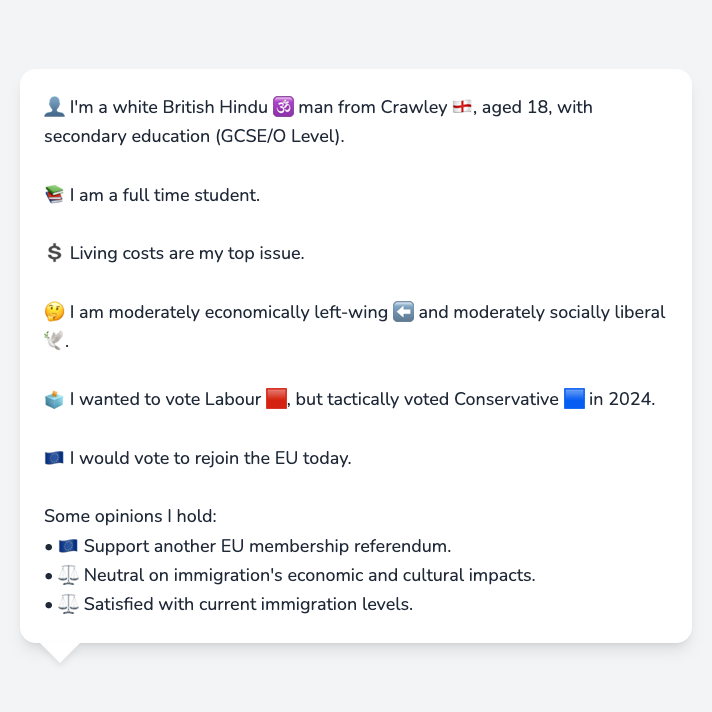 👤 I'm a white British Hindu 🕉️ man from Crawley 🏴󠁧󠁢󠁥󠁮󠁧󠁿, aged 18, with
secondary education (GCSE/O Level).
📚 I am a full time student.
💲 Living costs are my top issue.
🤔 I am moderately economically left-wing ⬅️ and moderately socially liberal
🕊️.
🗳️ I wanted to vote Labour 🟥, but tactically voted Conservative 🟦 in 2024.
🇪🇺 I would vote to rejoin the EU today.
Some opinions I hold:
• 🇪🇺 Support another EU membership referendum.
• ⚖️ Neutral on immigration's economic and cultural impacts.
• ⚖️ Satisfied with current immigration levels.